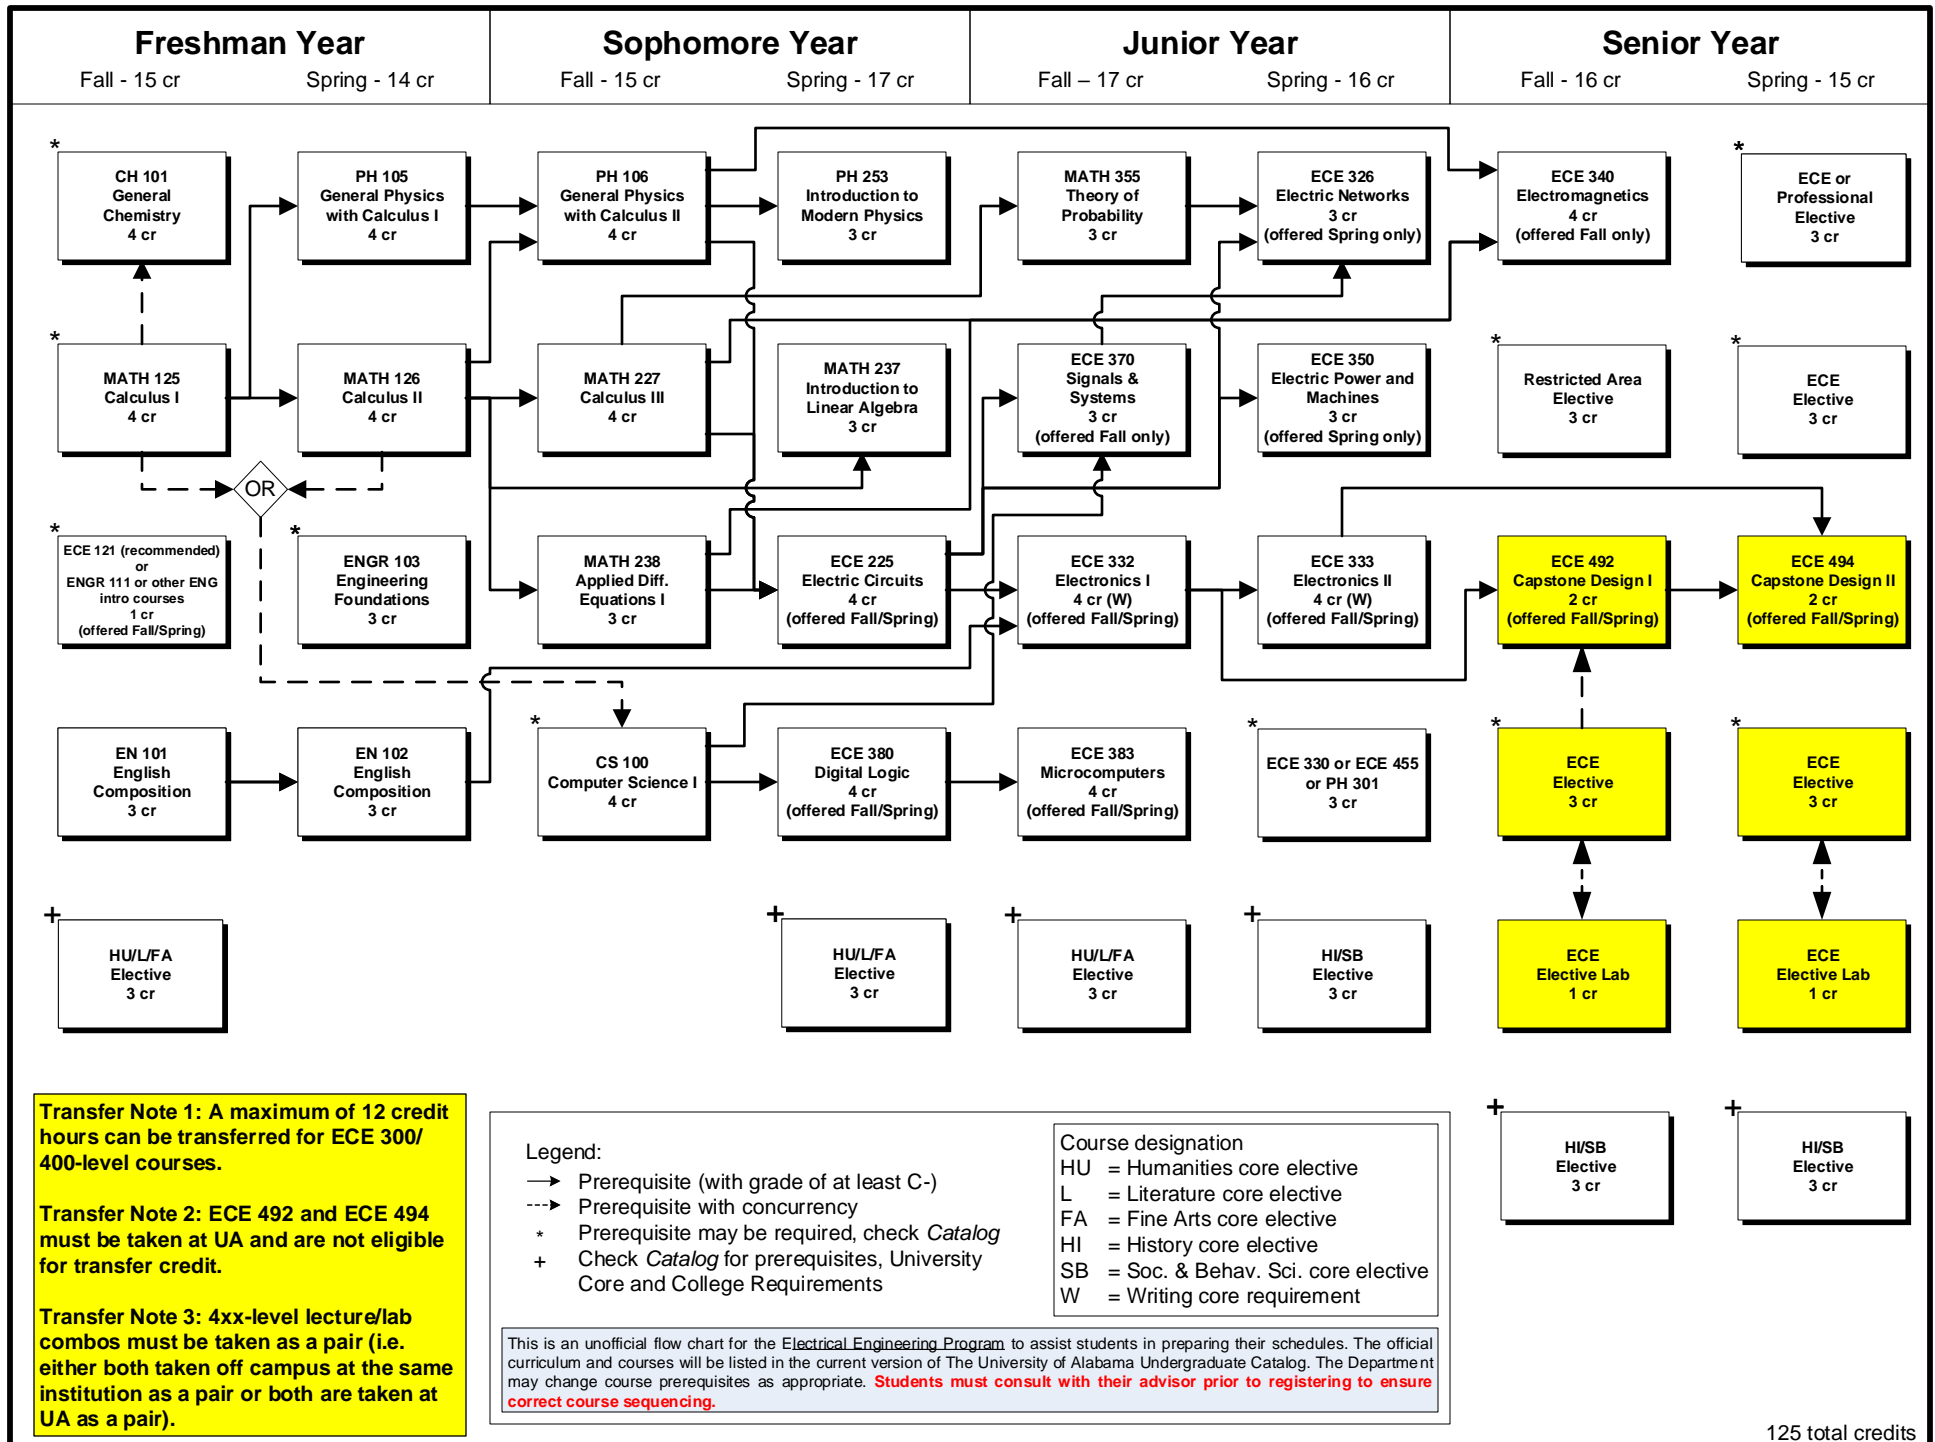 Freshman Year
Fall - 15 cr
Spring - 14 cr
Sophomore Year
Fall - 15 cr
Spring - 17 cr
Junior Year
Fall – 17 cr
Spring - 16 cr
Senior Year
Fall - 16 cr
Spring - 15 cr
*
CH 101
General
Chemistry
4 cr
PH 105
General Physics
with Calculus I
4 cr
PH 106
General Physics
with Calculus II
4 cr
PH 253
Introduction to
Modern Physics
3 cr
MATH 355
Theory of
Probability
3 cr
ECE 326
Electric Networks
3 cr
(offered Spring only)
ECE 340
Electromagnetics
4 cr
(offered Fall only)
*
ECE or
Professional
Elective
3 cr
*
MATH 125
Calculus I
4 cr
MATH 126
Calculus II
4 cr
MATH 227
Calculus III
4 cr
MATH 237
Introduction to
Linear Algebra
3 cr
ECE 370
Signals &
Systems
3 cr
(offered Fall only)
ECE 350
Electric Power and
Machines
3 cr
(offered Spring only)
*
Restricted Area
Elective
3 cr
*
ECE
Elective
3 cr
OR
*
ECE 121 (recommended)
or
ENGR 111 or other ENG
intro courses
1 cr
(offered Fall/Spring)
*
ENGR 103
Engineering
Foundations
3 cr
MATH 238
Applied Diff.
Equations I
3 cr
ECE 225
Electric Circuits
4 cr
(offered Fall/Spring)
ECE 332
Electronics I
4 cr (W)
(offered Fall/Spring)
ECE 333
Electronics II
4 cr (W)
(offered Fall/Spring)
ECE 492
Capstone Design I
2 cr
(offered Fall/Spring)
ECE 494
Capstone Design II
2 cr
(offered Fall/Spring)
EN 101
English
Composition
3 cr
EN 102
English
Composition
3 cr
*
CS 100
Computer Science I
4 cr
ECE 380
Digital Logic
4 cr
(offered Fall/Spring)
ECE 383
Microcomputers
4 cr
(offered Fall/Spring)
*
ECE 330 or ECE 455
or PH 301
3 cr
*
ECE
Elective
3 cr
*
ECE
Elective
3 cr
+
HU/L/FA
Elective
3 cr
+
HU/L/FA
Elective
3 cr
+
HU/L/FA
Elective
3 cr
+
HI/SB
Elective
3 cr
ECE
Elective Lab
1 cr
ECE
Elective Lab
1 cr
+
HI/SB
Elective
3 cr
+
HI/SB
Elective
3 cr
Transfer Note 1: A maximum of 12 credit
hours can be transferred for ECE 300/
400-level courses.
Transfer Note 2: ECE 492 and ECE 494
must be taken at UA and are not eligible
for transfer credit.
Transfer Note 3: 4xx-level lecture/lab
combos must be taken as a pair (i.e.
either both taken off campus at the same
institution as a pair or both are taken at
UA as a pair).
Legend:
Prerequisite (with grade of at least C-)
Prerequisite with concurrency
* Prerequisite may be required, check Catalog
+ Check Catalog for prerequisites, University
Core and College Requirements
Course designation
HU = Humanities core elective
L = Literature core elective
FA = Fine Arts core elective
HI = History core elective
SB = Soc. & Behav. Sci. core elective
W = Writing core requirement
This is an unofficial flow chart for the Electrical Engineering Program to assist students in preparing their schedules. The official
curriculum and courses will be listed in the current version of The University of Alabama Undergraduate Catalog. The Department
may change course prerequisites as appropriate. Students must consult with their advisor prior to registering to ensure
correct course sequencing.
125 total credits